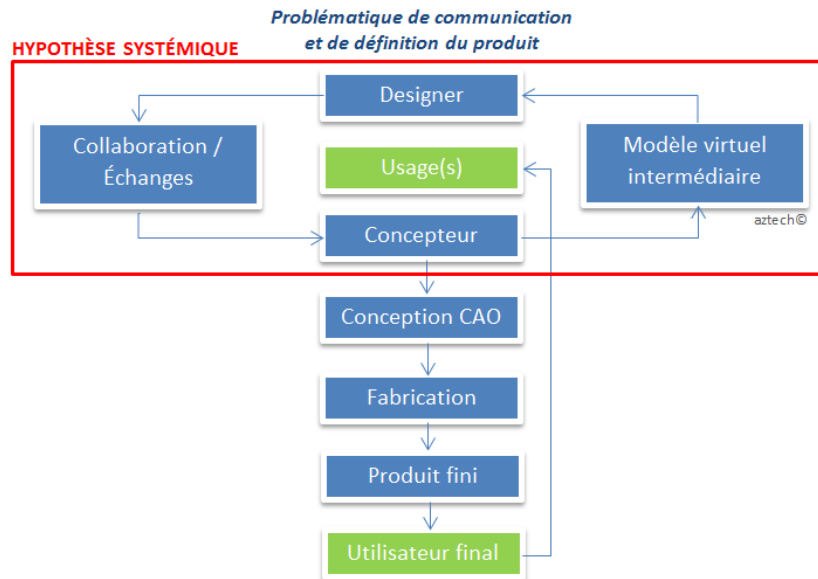 Problématique de communication
et de définition du produit
HYPOTHÈSE SYSTÉMIQUE
Designer
Collaboration /
Échanges
Usage(s)
Modèle virtuel
intermédiaire
aztech©
Concepteur
Conception CAO
Fabrication
Produit fini
Utilisateur final